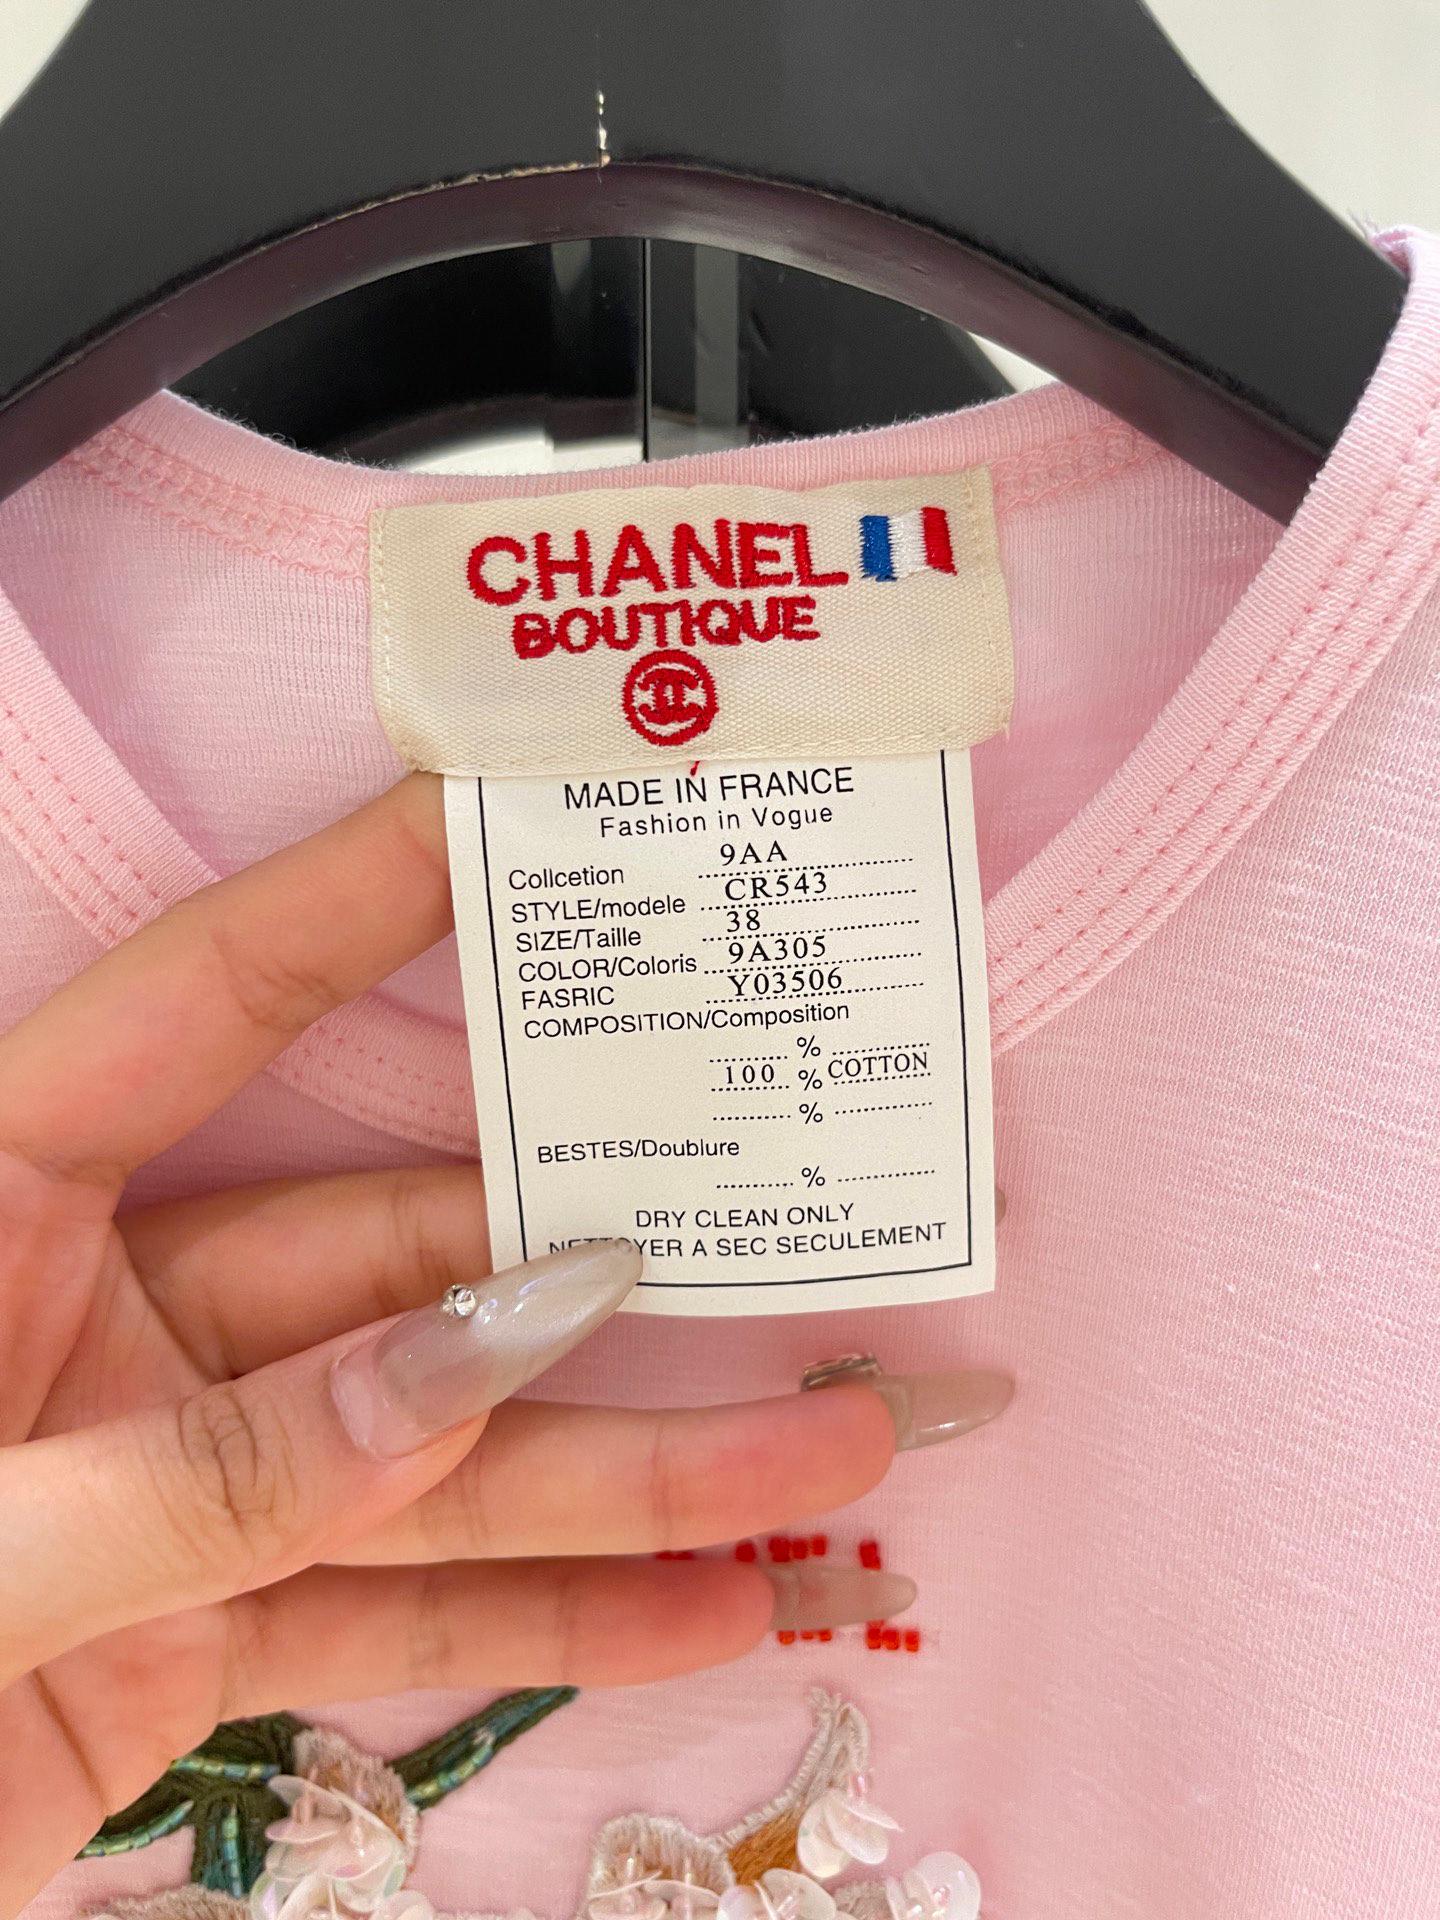 CHANEL
BOUTIQUE
MADE IN FRANCE
Fashion in Vogue
Collcetion 9AA
STYLE/modele CR543
SIZE/Taille 38
COLOR/Coloris 9A305
FASRIC Y03506
COMPOSITION/Composition
%
100 % COTTON
%
BESTES/Doublure
%
DRY CLEAN ONLY
NETTOYER A SEC SECULEMENT